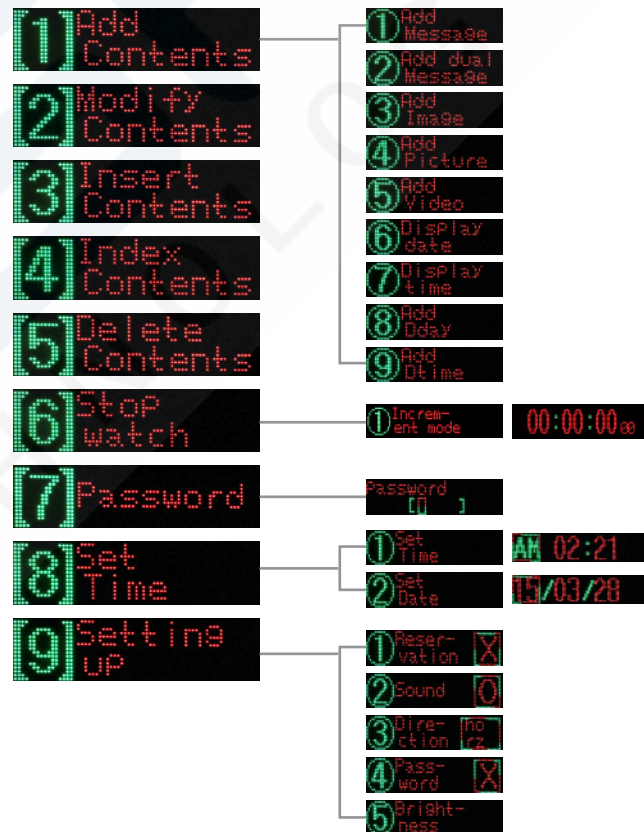 [1] Add
Contents
[2] Modify
Contents
[3] Insert
Contents
[4] Index
Contents
[5] Delete
Contents
[6] Stop
watch
[7] Password
[8] Set
Time
[9] Setting
up
① Add
Message
② Add dual
Message
③ Add
Image
④ Add
Picture
⑤ Add
Video
⑥ Display
date
⑦ Display
time
⑧ Add
Dday
⑨ Add
Dtime
① Increm-
ent mode
00:00:00 00
Password
[0 ]
① Set
Time
AM 02:21
② Set
Date
15/03/28
① Reser-
vation X
② Sound O
③ Dire-
ction no
rz
④ Pass-
word X
⑤ Bright-
ness